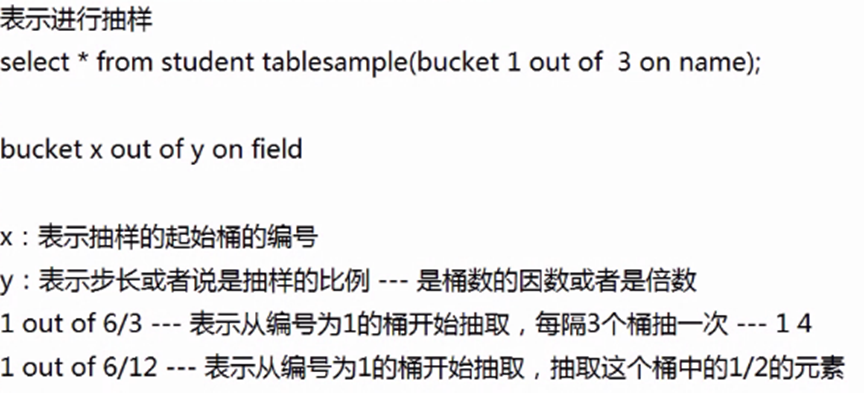 表示进行抽样
select * from student tablesample(bucket 1 out of  3 on name);
bucket x out of y on field
x：表示抽样的起始桶的编号
y：表示步长或者说是抽样的比例 --- 是桶数的因数或者是倍数
1 out of 6/3 --- 表示从编号为1的桶开始抽取，每隔3个桶抽一次 --- 1 4
1 out of 6/12 --- 表示从编号为1的桶开始抽取，抽取这个桶中的1/2的元素